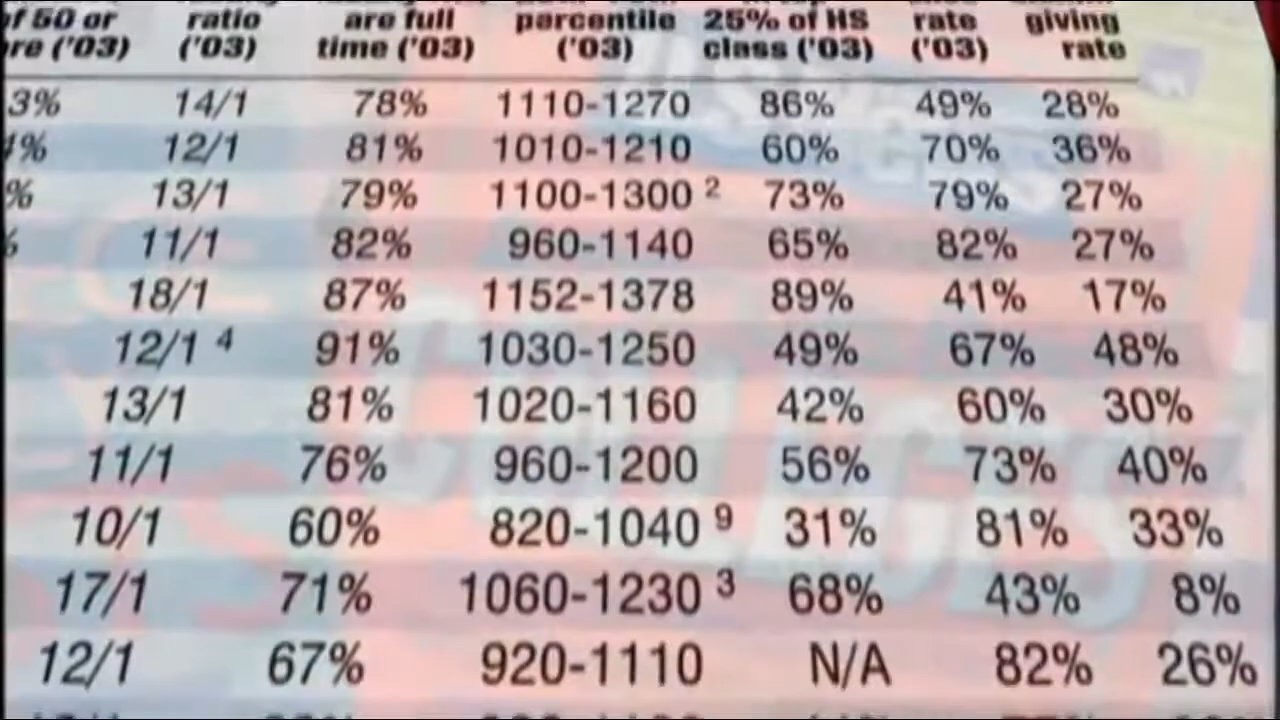 of 50 or ratio are full percentile 25% of HS rate giving
('03) ('03) time ('03) ('03) class ('03) ('03) rate
3% 14/1 78% 1110-1270 86% 49% 28%
% 12/1 81% 1010-1210 60% 70% 36%
% 13/1 79% 1100-1300 2 73% 79% 27%
11/1 82% 960-1140 65% 82% 27%
18/1 87% 1152-1378 89% 41% 17%
12/1 4 91% 1030-1250 49% 67% 48%
13/1 81% 1020-1160 42% 60% 30%
11/1 76% 960-1200 56% 73% 40%
10/1 60% 820-1040 9 31% 81% 33%
17/1 71% 1060-1230 3 68% 43% 8%
12/1 67% 920-1110 N/A 82% 26%